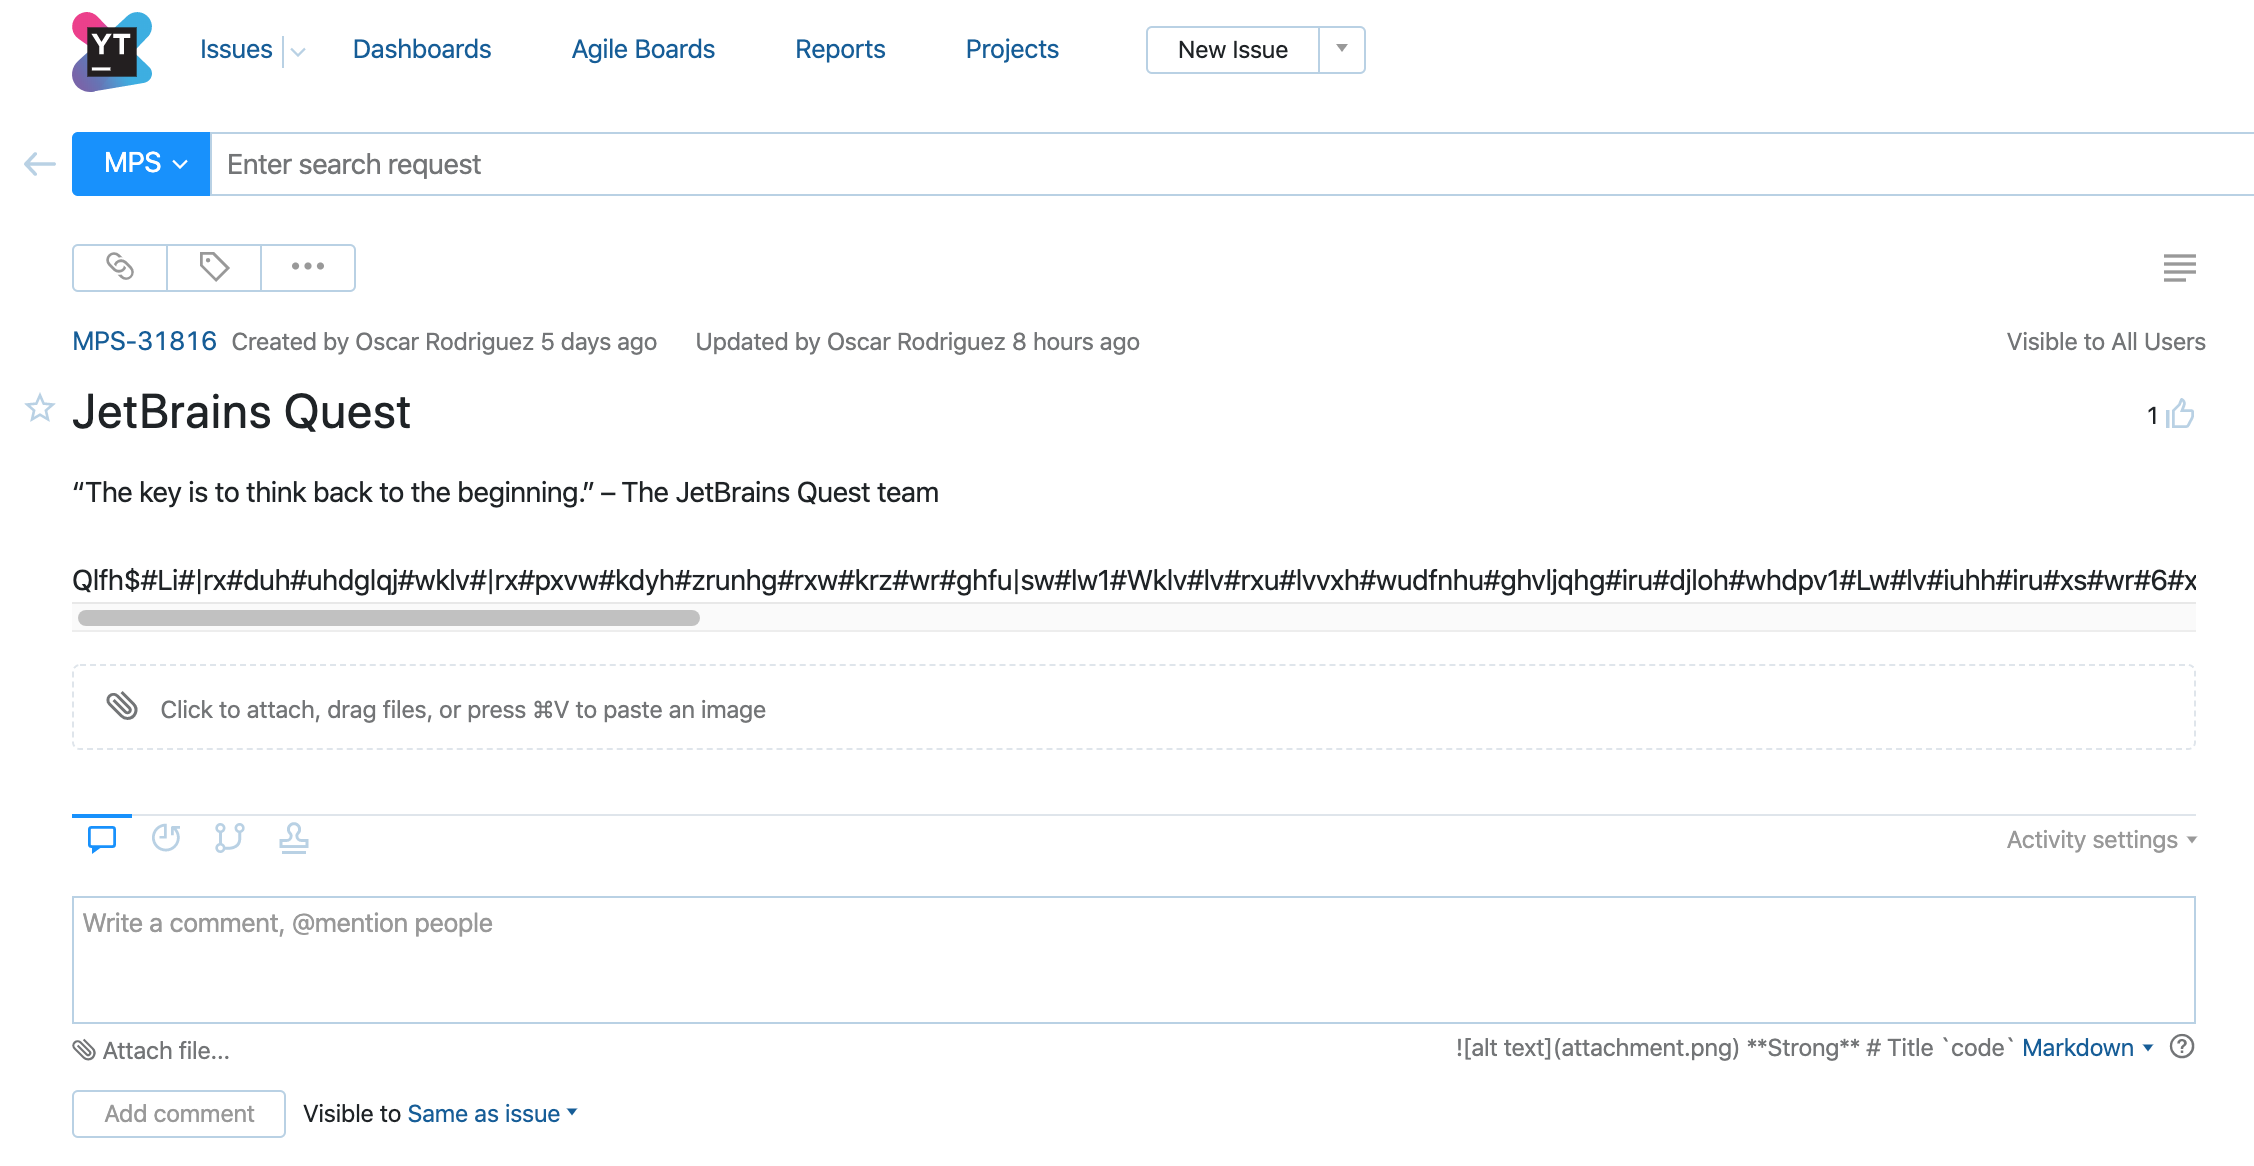 YT
Issues Dashboards Agile Boards Reports Projects New Issue
MPS Enter search request
MPS-31816 Created by Oscar Rodriguez 5 days ago Updated by Oscar Rodriguez 8 hours ago Visible to All Users
JetBrains Quest 1
“The key is to think back to the beginning.” – The JetBrains Quest team
Qlfh$#Li#|rx#duh#uhdglqj#wklv#|rx#pxvw#kdyh#zrunhg#rxw#krz#wr#ghfu|sw#lw1#Wklv#lv#rxu#lvvxh#wudfnhu#ghvljqhg#iru#djloh#whdpv1#Lw#lv#iuhh#iru#xs#wr#6#x
Click to attach, drag files, or press ⌘V to paste an image
Activity settings
Write a comment, @mention people
Attach file... ![alt text](attachment.png) **Strong** # Title `code` Markdown ?
Add comment Visible to Same as issue